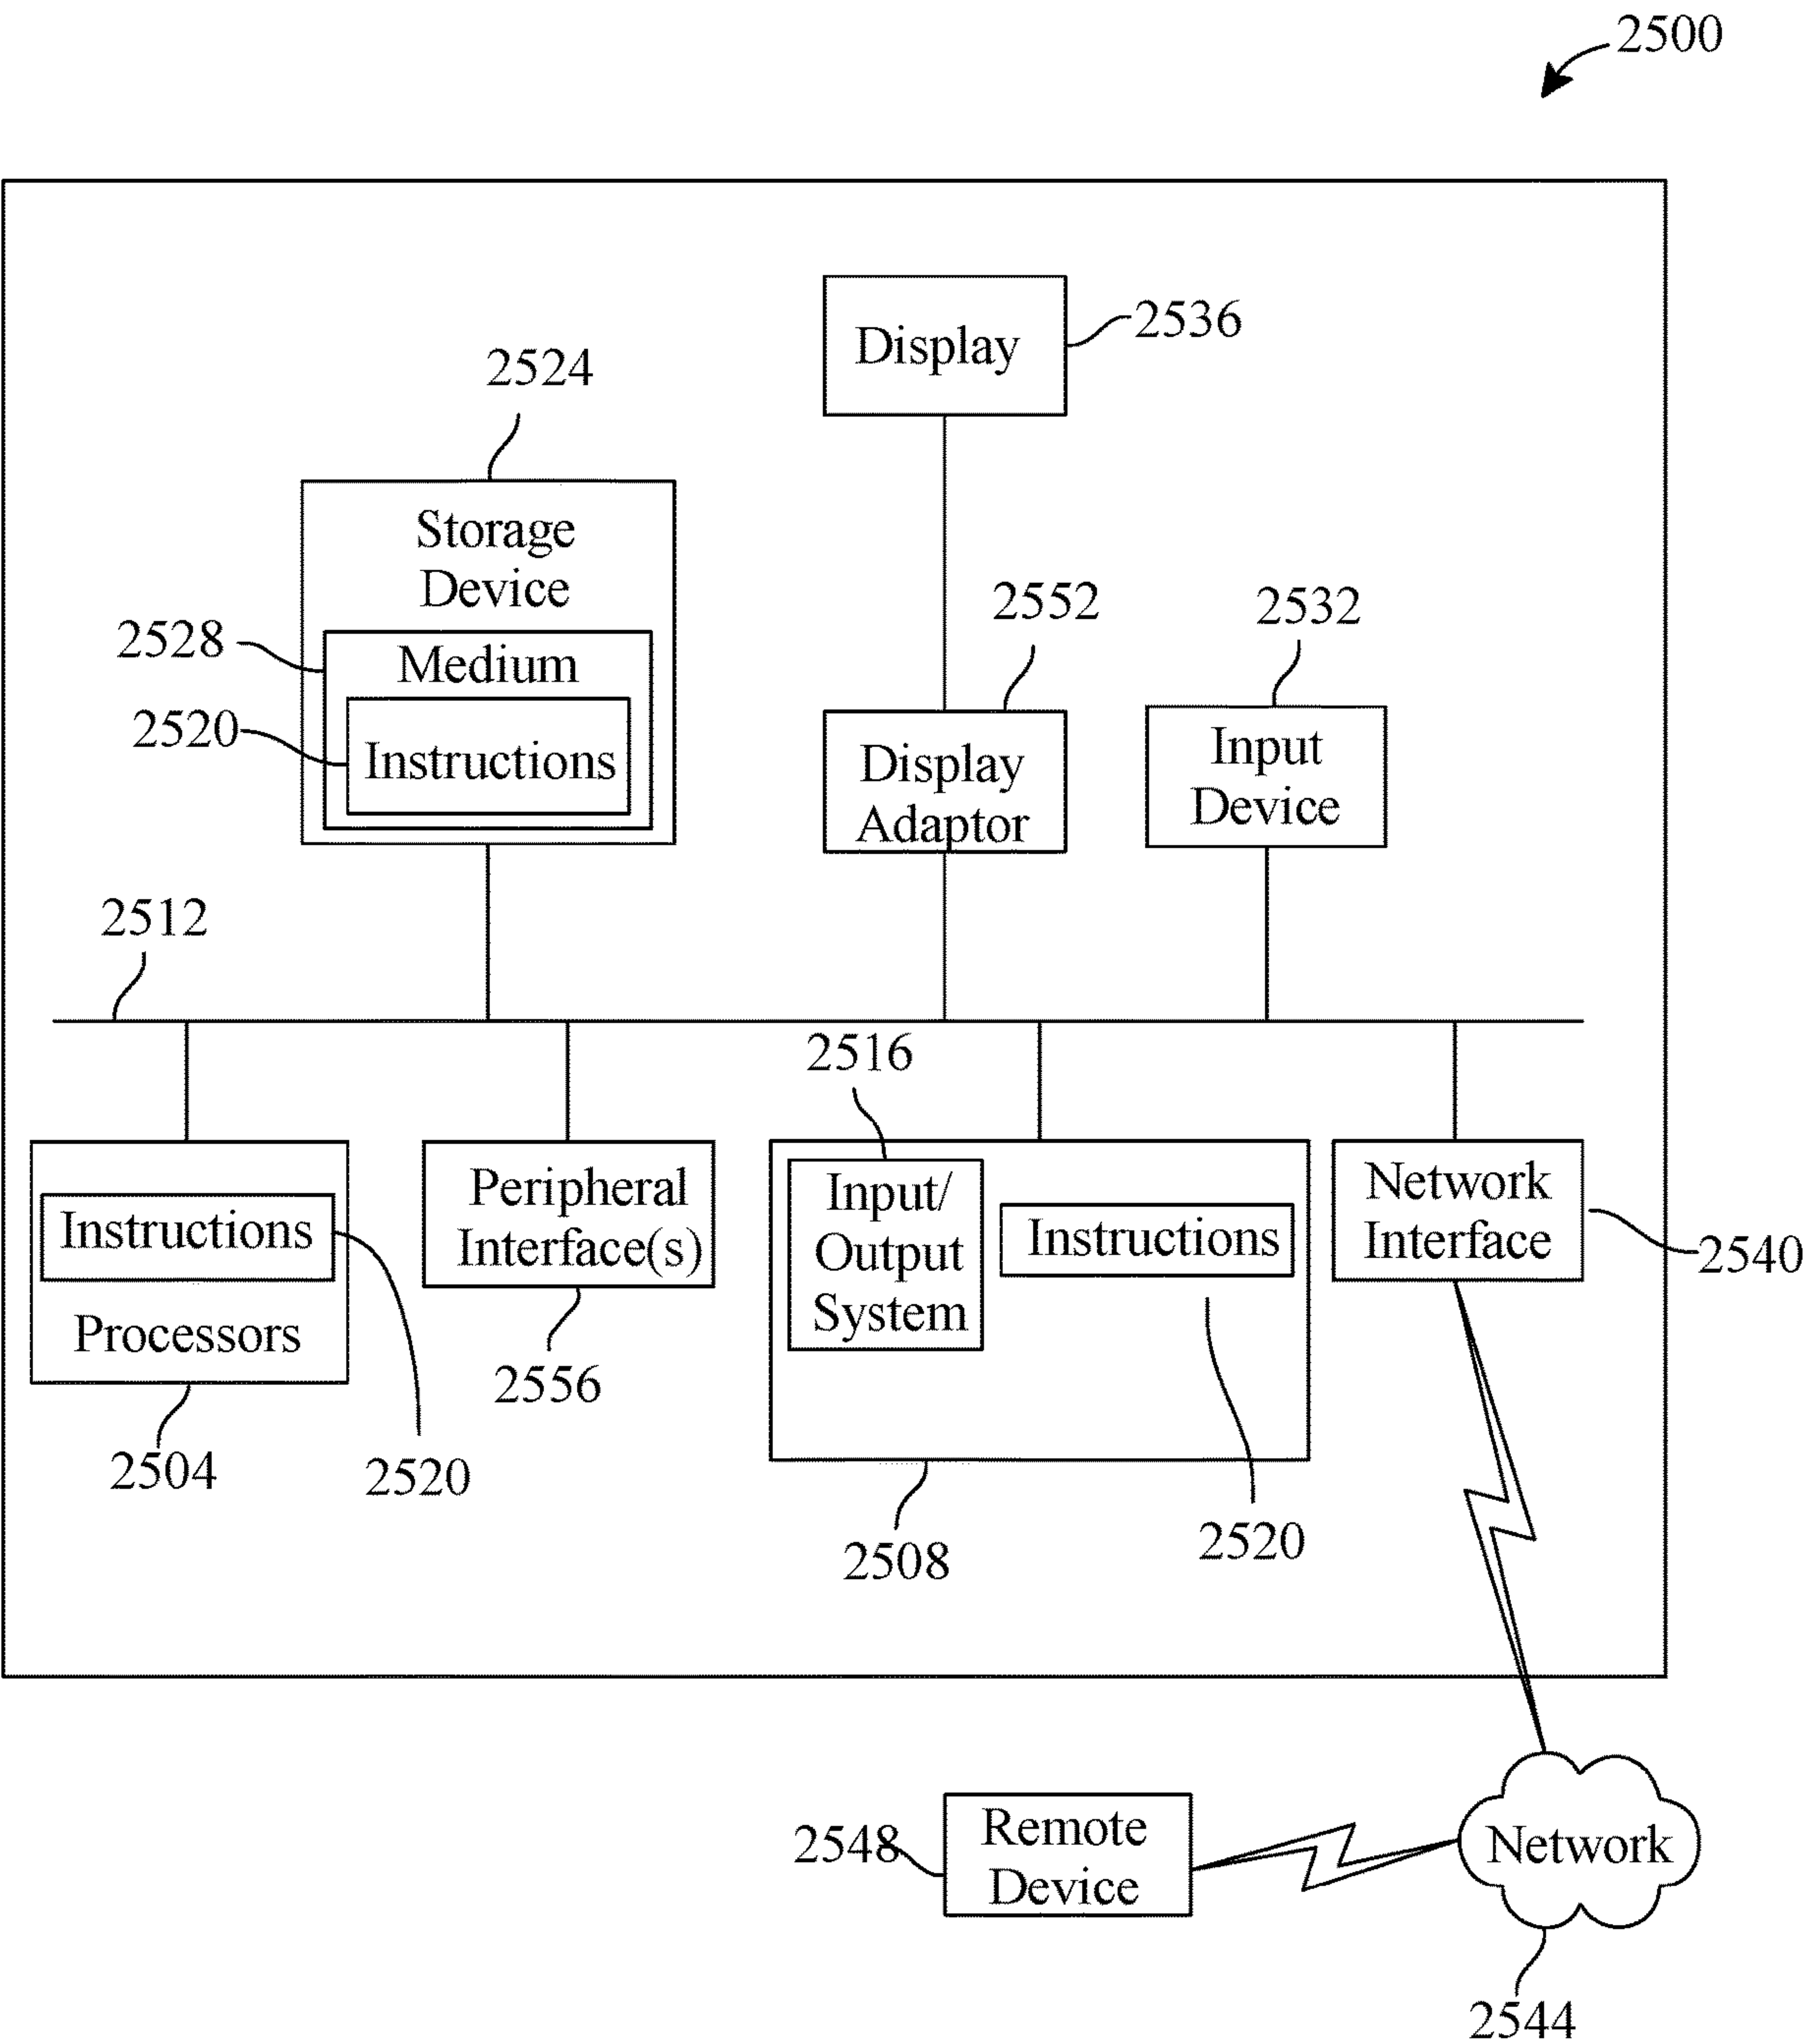 2500
Display
2536
2524
Storage
Device
2528
Medium
2520
Instructions
2552
Display
Adaptor
2532
Input
Device
2512
2516
Instructions
Processors
2504
2520
Peripheral
Interface(s)
2556
Input/
Output
System
Instructions
2508
2520
Network
Interface
2540
2548
Remote
Device
Network
2544